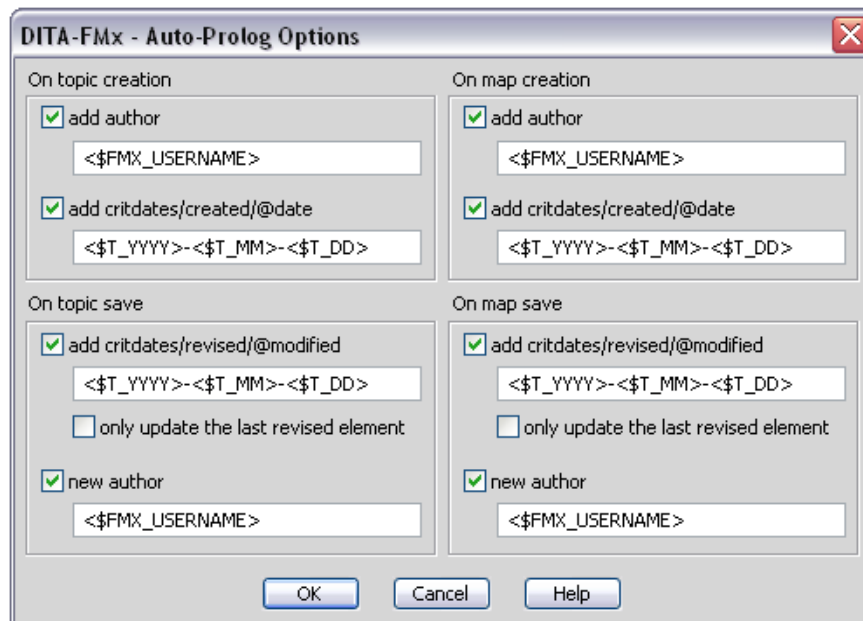 DITA-FMx - Auto-Prolog Options
On topic creation
add author
<$FMX_USERNAME>
add critdates/created/@date
<$T_YYYY>-<$T_MM>-<$T_DD>
On map creation
add author
<$FMX_USERNAME>
add critdates/created/@date
<$T_YYYY>-<$T_MM>-<$T_DD>
On topic save
add critdates/revised/@modified
<$T_YYYY>-<$T_MM>-<$T_DD>
only update the last revised element
new author
<$FMX_USERNAME>
On map save
add critdates/revised/@modified
<$T_YYYY>-<$T_MM>-<$T_DD>
only update the last revised element
new author
<$FMX_USERNAME>
OK
Cancel
Help